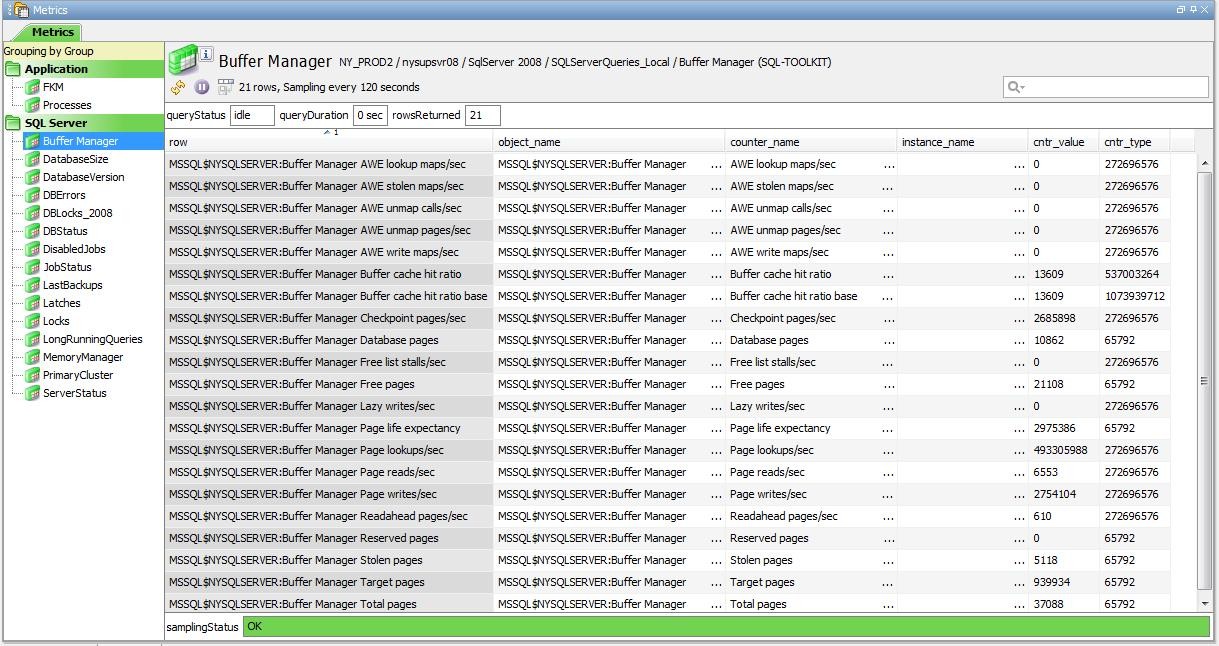 Metrics
Metrics
Grouping by Group
Application
FKM
Processes
SQL Server
Buffer Manager
DatabaseSize
DatabaseVersion
DBErrors
DBLocks_2008
DBStatus
DisabledJobs
JobStatus
LastBackups
Latches
Locks
LongRunningQueries
MemoryManager
PrimaryCluster
ServerStatus
Buffer Manager NY_PROD2 / nysupsvr08 / SqlServer 2008 / SQLServerQueries_Local / Buffer Manager (SQL-TOOLKIT)
21 rows, Sampling every 120 seconds
queryStatus idle queryDuration 0 sec rowsReturned 21
row 1 object_name counter_name instance_name cntr_value cntr_type
MSSQL$NYSQLSERVER:Buffer Manager AWE lookup maps/sec MSSQL$NYSQLSERVER:Buffer Manager ... AWE lookup maps/sec ... ... 0 272696576
MSSQL$NYSQLSERVER:Buffer Manager AWE stolen maps/sec MSSQL$NYSQLSERVER:Buffer Manager ... AWE stolen maps/sec ... ... 0 272696576
MSSQL$NYSQLSERVER:Buffer Manager AWE unmap calls/sec MSSQL$NYSQLSERVER:Buffer Manager ... AWE unmap calls/sec ... ... 0 272696576
MSSQL$NYSQLSERVER:Buffer Manager AWE unmap pages/sec MSSQL$NYSQLSERVER:Buffer Manager ... AWE unmap pages/sec ... ... 0 272696576
MSSQL$NYSQLSERVER:Buffer Manager AWE write maps/sec MSSQL$NYSQLSERVER:Buffer Manager ... AWE write maps/sec ... ... 0 272696576
MSSQL$NYSQLSERVER:Buffer Manager Buffer cache hit ratio MSSQL$NYSQLSERVER:Buffer Manager ... Buffer cache hit ratio ... ... 13609 537003264
MSSQL$NYSQLSERVER:Buffer Manager Buffer cache hit ratio base MSSQL$NYSQLSERVER:Buffer Manager ... Buffer cache hit ratio base ... ... 13609 1073939712
MSSQL$NYSQLSERVER:Buffer Manager Checkpoint pages/sec MSSQL$NYSQLSERVER:Buffer Manager ... Checkpoint pages/sec ... ... 2685898 272696576
MSSQL$NYSQLSERVER:Buffer Manager Database pages MSSQL$NYSQLSERVER:Buffer Manager ... Database pages ... ... 10862 65792
MSSQL$NYSQLSERVER:Buffer Manager Free list stalls/sec MSSQL$NYSQLSERVER:Buffer Manager ... Free list stalls/sec ... ... 0 272696576
MSSQL$NYSQLSERVER:Buffer Manager Free pages MSSQL$NYSQLSERVER:Buffer Manager ... Free pages ... ... 21108 65792
MSSQL$NYSQLSERVER:Buffer Manager Lazy writes/sec MSSQL$NYSQLSERVER:Buffer Manager ... Lazy writes/sec ... ... 0 272696576
MSSQL$NYSQLSERVER:Buffer Manager Page life expectancy MSSQL$NYSQLSERVER:Buffer Manager ... Page life expectancy ... ... 2975386 65792
MSSQL$NYSQLSERVER:Buffer Manager Page lookups/sec MSSQL$NYSQLSERVER:Buffer Manager ... Page lookups/sec ... ... 493305988 272696576
MSSQL$NYSQLSERVER:Buffer Manager Page reads/sec MSSQL$NYSQLSERVER:Buffer Manager ... Page reads/sec ... ... 6553 272696576
MSSQL$NYSQLSERVER:Buffer Manager Page writes/sec MSSQL$NYSQLSERVER:Buffer Manager ... Page writes/sec ... ... 2754104 272696576
MSSQL$NYSQLSERVER:Buffer Manager Readahead pages/sec MSSQL$NYSQLSERVER:Buffer Manager ... Readahead pages/sec ... ... 610 272696576
MSSQL$NYSQLSERVER:Buffer Manager Reserved pages MSSQL$NYSQLSERVER:Buffer Manager ... Reserved pages ... ... 0 65792
MSSQL$NYSQLSERVER:Buffer Manager Stolen pages MSSQL$NYSQLSERVER:Buffer Manager ... Stolen pages ... ... 5118 65792
MSSQL$NYSQLSERVER:Buffer Manager Target pages MSSQL$NYSQLSERVER:Buffer Manager ... Target pages ... ... 939934 65792
MSSQL$NYSQLSERVER:Buffer Manager Total pages MSSQL$NYSQLSERVER:Buffer Manager ... Total pages ... ... 37088 65792
samplingStatus OK